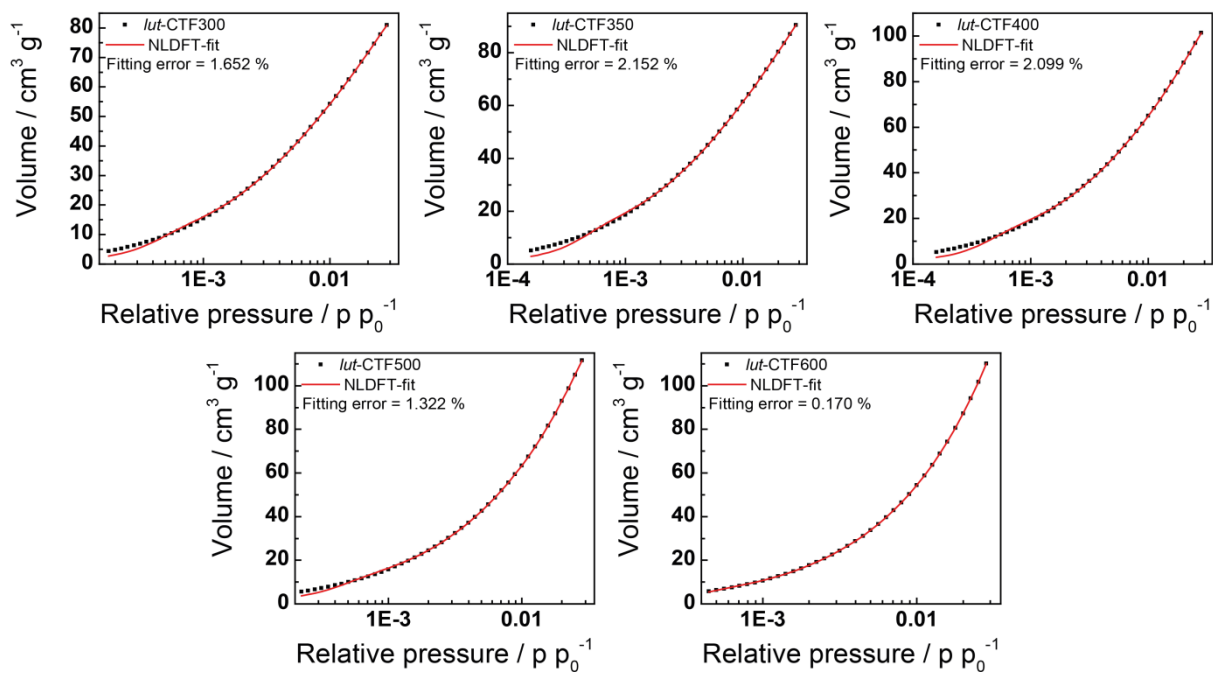 lut-CTF300
NLDFT-fit
Fitting error = 1.652 %
80
70
60
50
40
30
20
10
0
1E-3
0.01
Volume / cm³ g⁻¹
Relative pressure / p p₀⁻¹
lut-CTF350
NLDFT-fit
Fitting error = 2.152 %
80
60
40
20
0
1E-4
1E-3
0.01
Volume / cm³ g⁻¹
Relative pressure / p p₀⁻¹
lut-CTF400
NLDFT-fit
Fitting error = 2.099 %
100
80
60
40
20
0
1E-4
1E-3
0.01
Volume / cm³ g⁻¹
Relative pressure / p p₀⁻¹
lut-CTF500
NLDFT-fit
Fitting error = 1.322 %
100
80
60
40
20
0
1E-3
0.01
Volume / cm³ g⁻¹
Relative pressure / p p₀⁻¹
lut-CTF600
NLDFT-fit
Fitting error = 0.170 %
100
80
60
40
20
0
1E-3
0.01
Volume / cm³ g⁻¹
Relative pressure / p p₀⁻¹